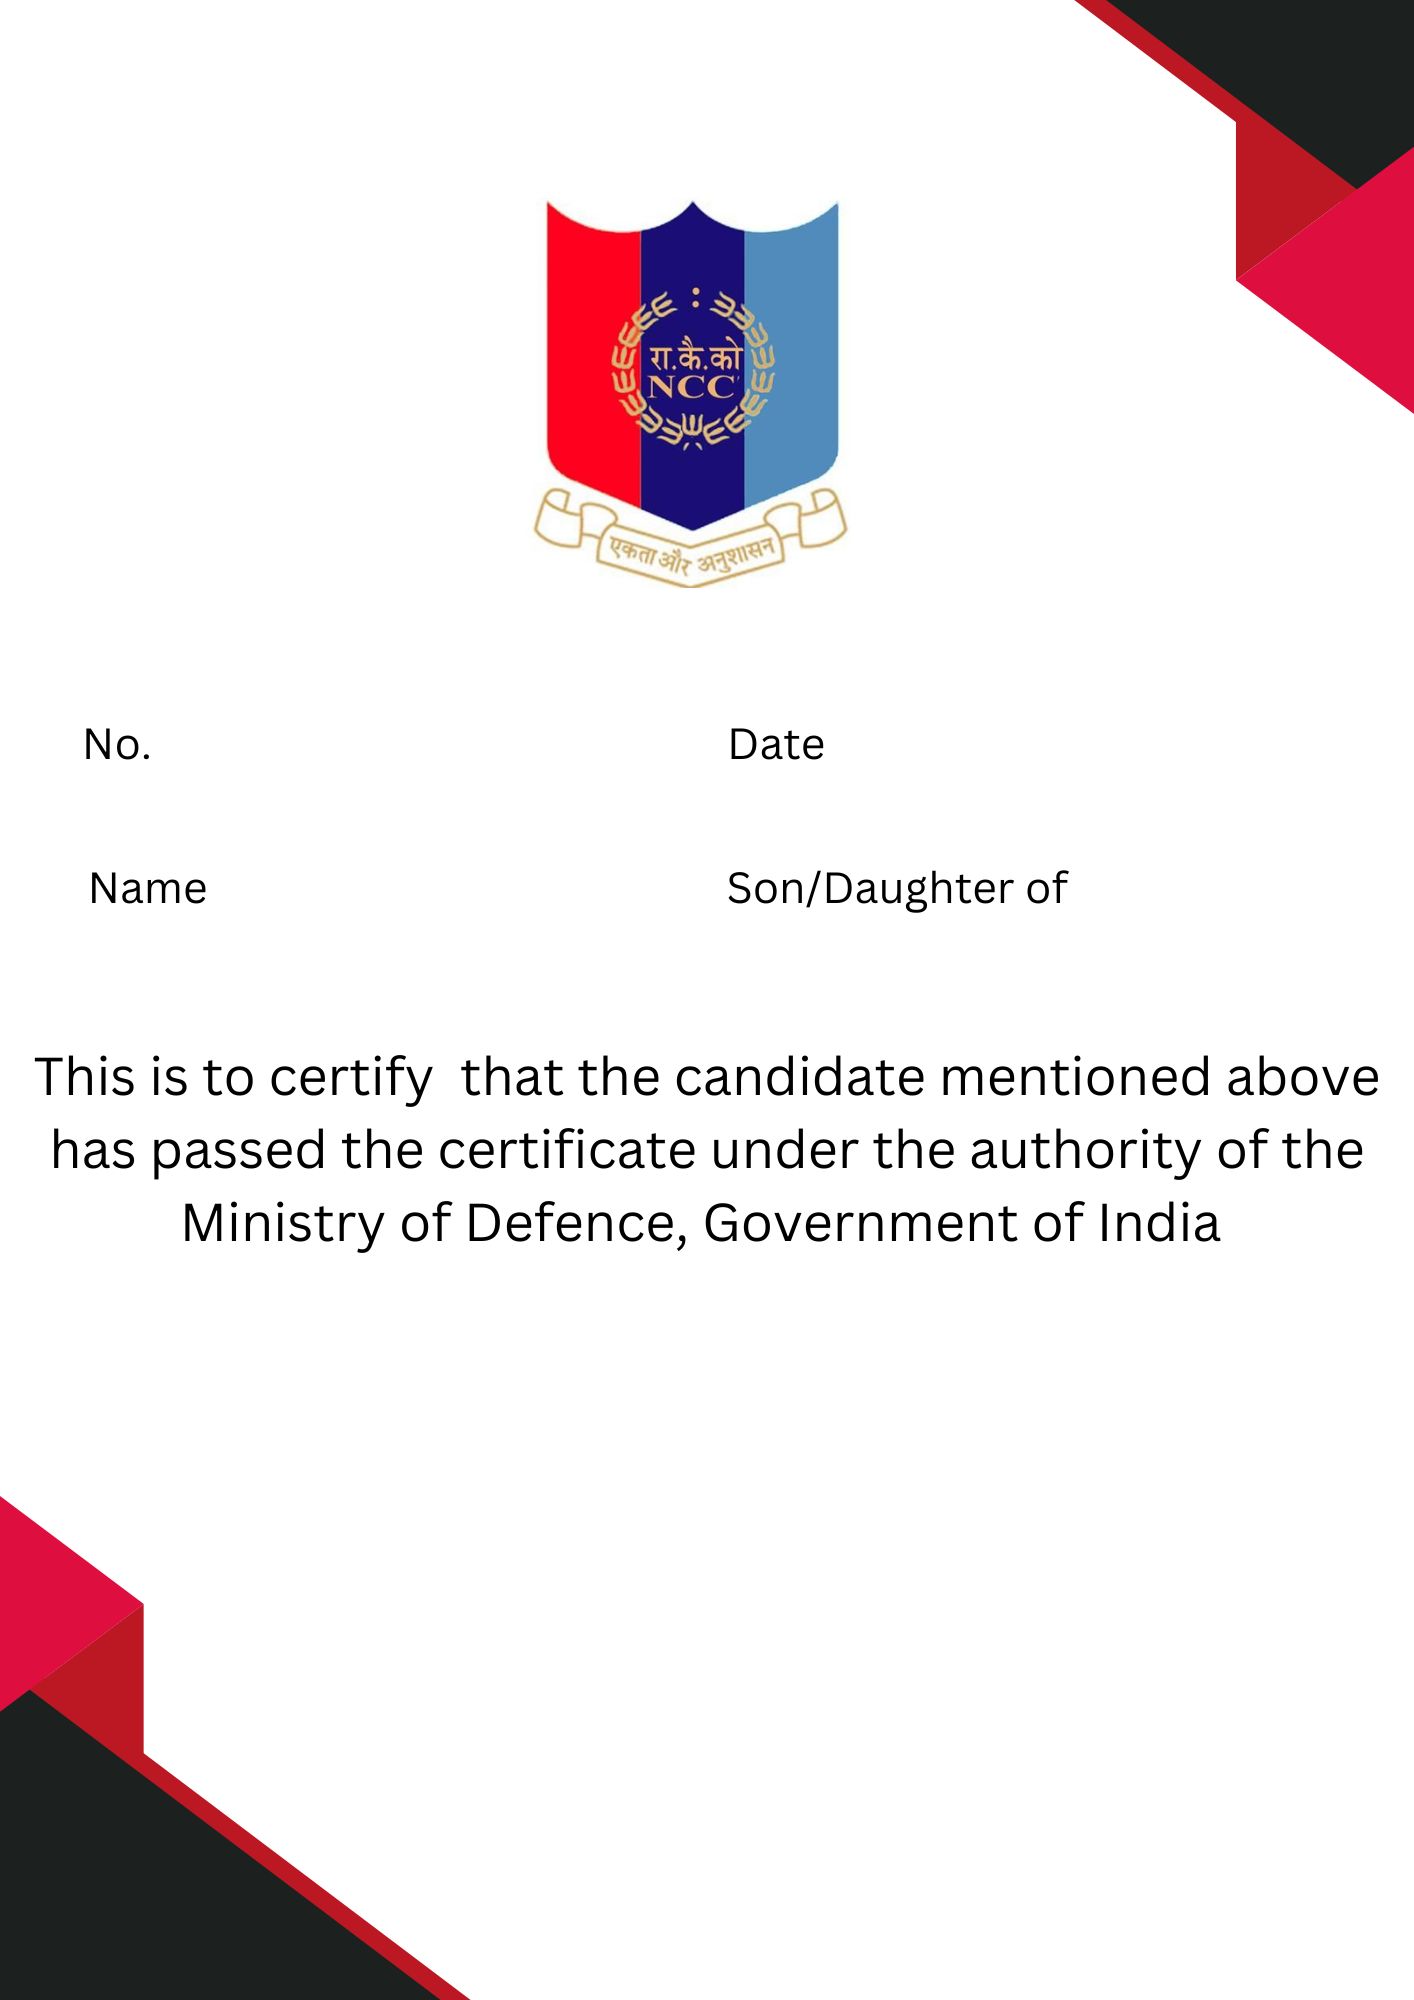 रा.कै.को
NCC
एकता और अनुशासन
No.
Date
Name
Son/Daughter of
This is to certify that the candidate mentioned above
has passed the certificate under the authority of the
Ministry of Defence, Government of India